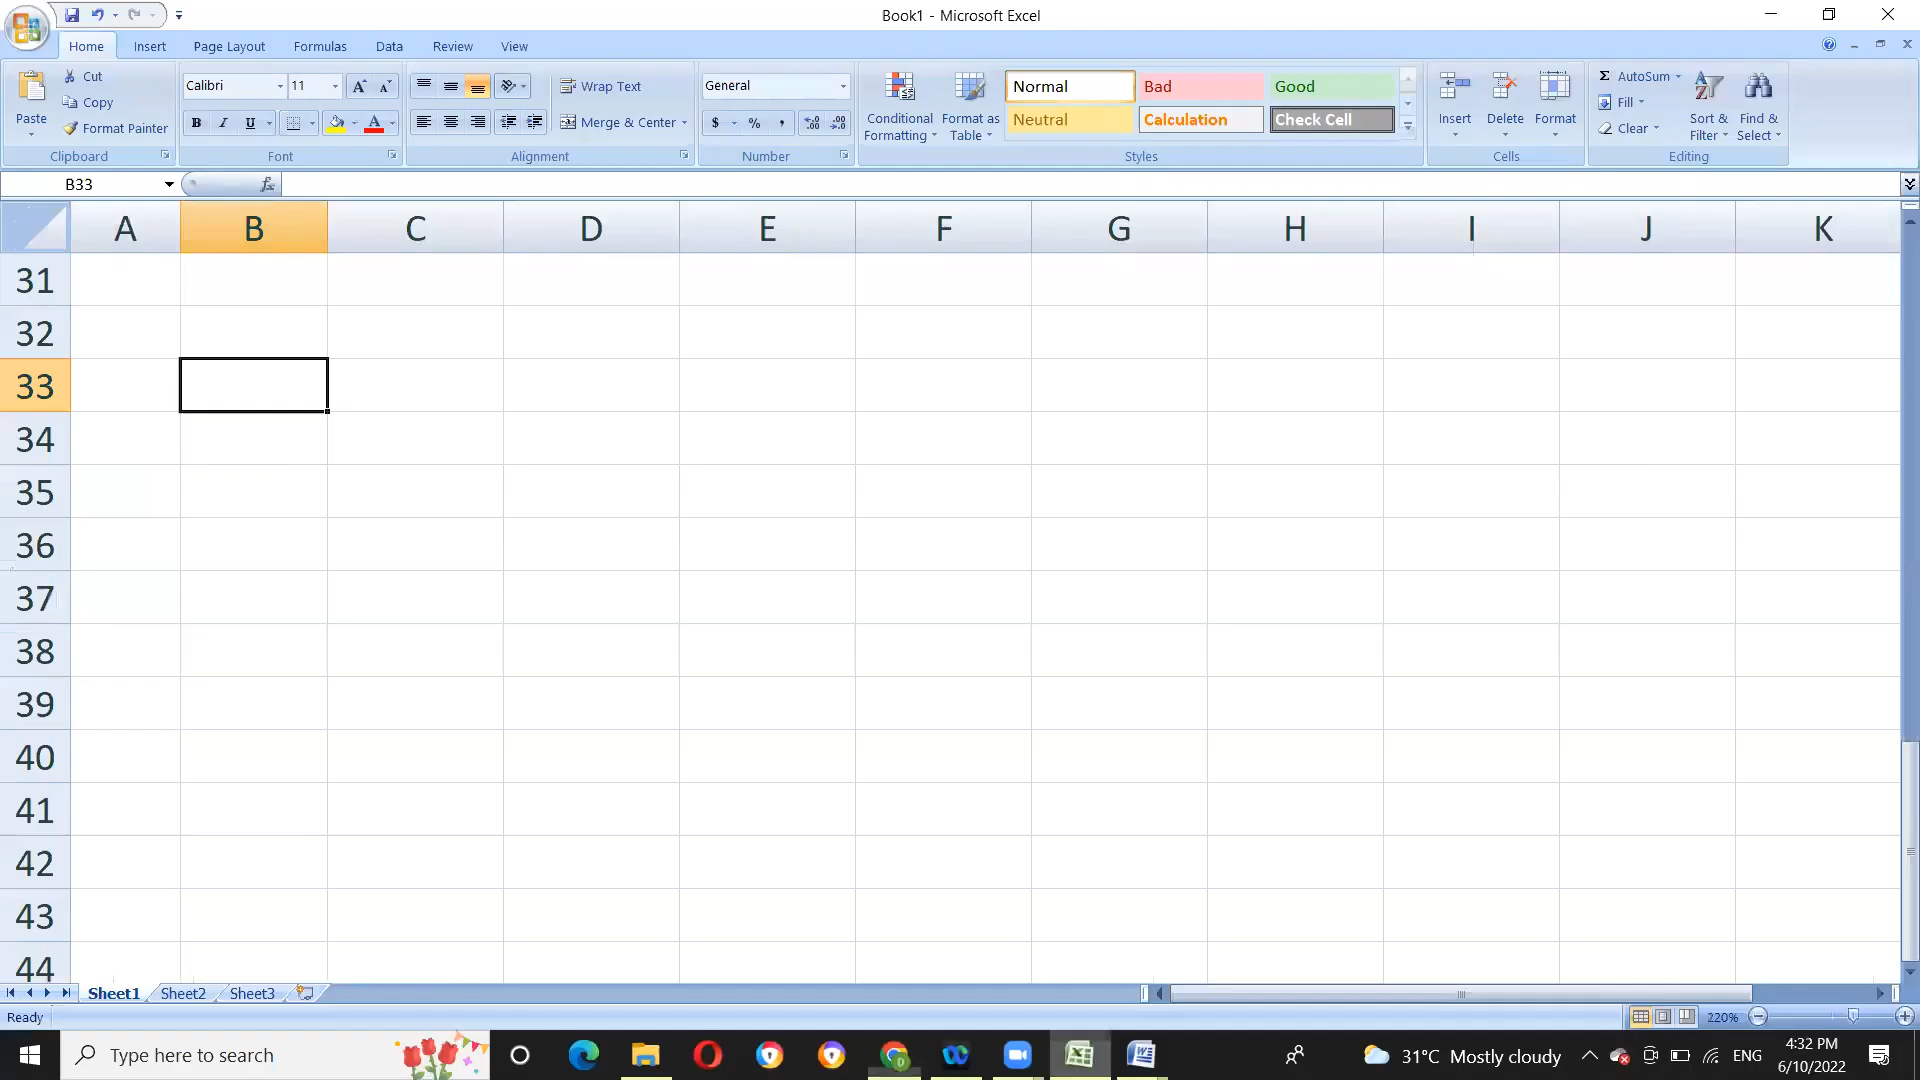 Book1 - Microsoft Excel
Home Insert Page Layout Formulas Data Review View
Paste
Cut
Copy
Format Painter
Clipboard
Calibri 11
B I U
Font
Wrap Text
Merge & Center
Alignment
General
$ % ,
Number
Conditional Formatting
Format as Table
Normal Bad Good
Neutral Calculation Check Cell
Styles
Insert Delete Format
Cells
Σ AutoSum
Fill
Clear
Sort & Filter
Find & Select
Editing
B33 fx
A B C D E F G H I J K
31
32
33
34
35
36
37
38
39
40
41
42
43
44
Sheet1 Sheet2 Sheet3
Ready 220%
Type here to search
31°C Mostly cloudy ENG
4:32 PM
6/10/2022